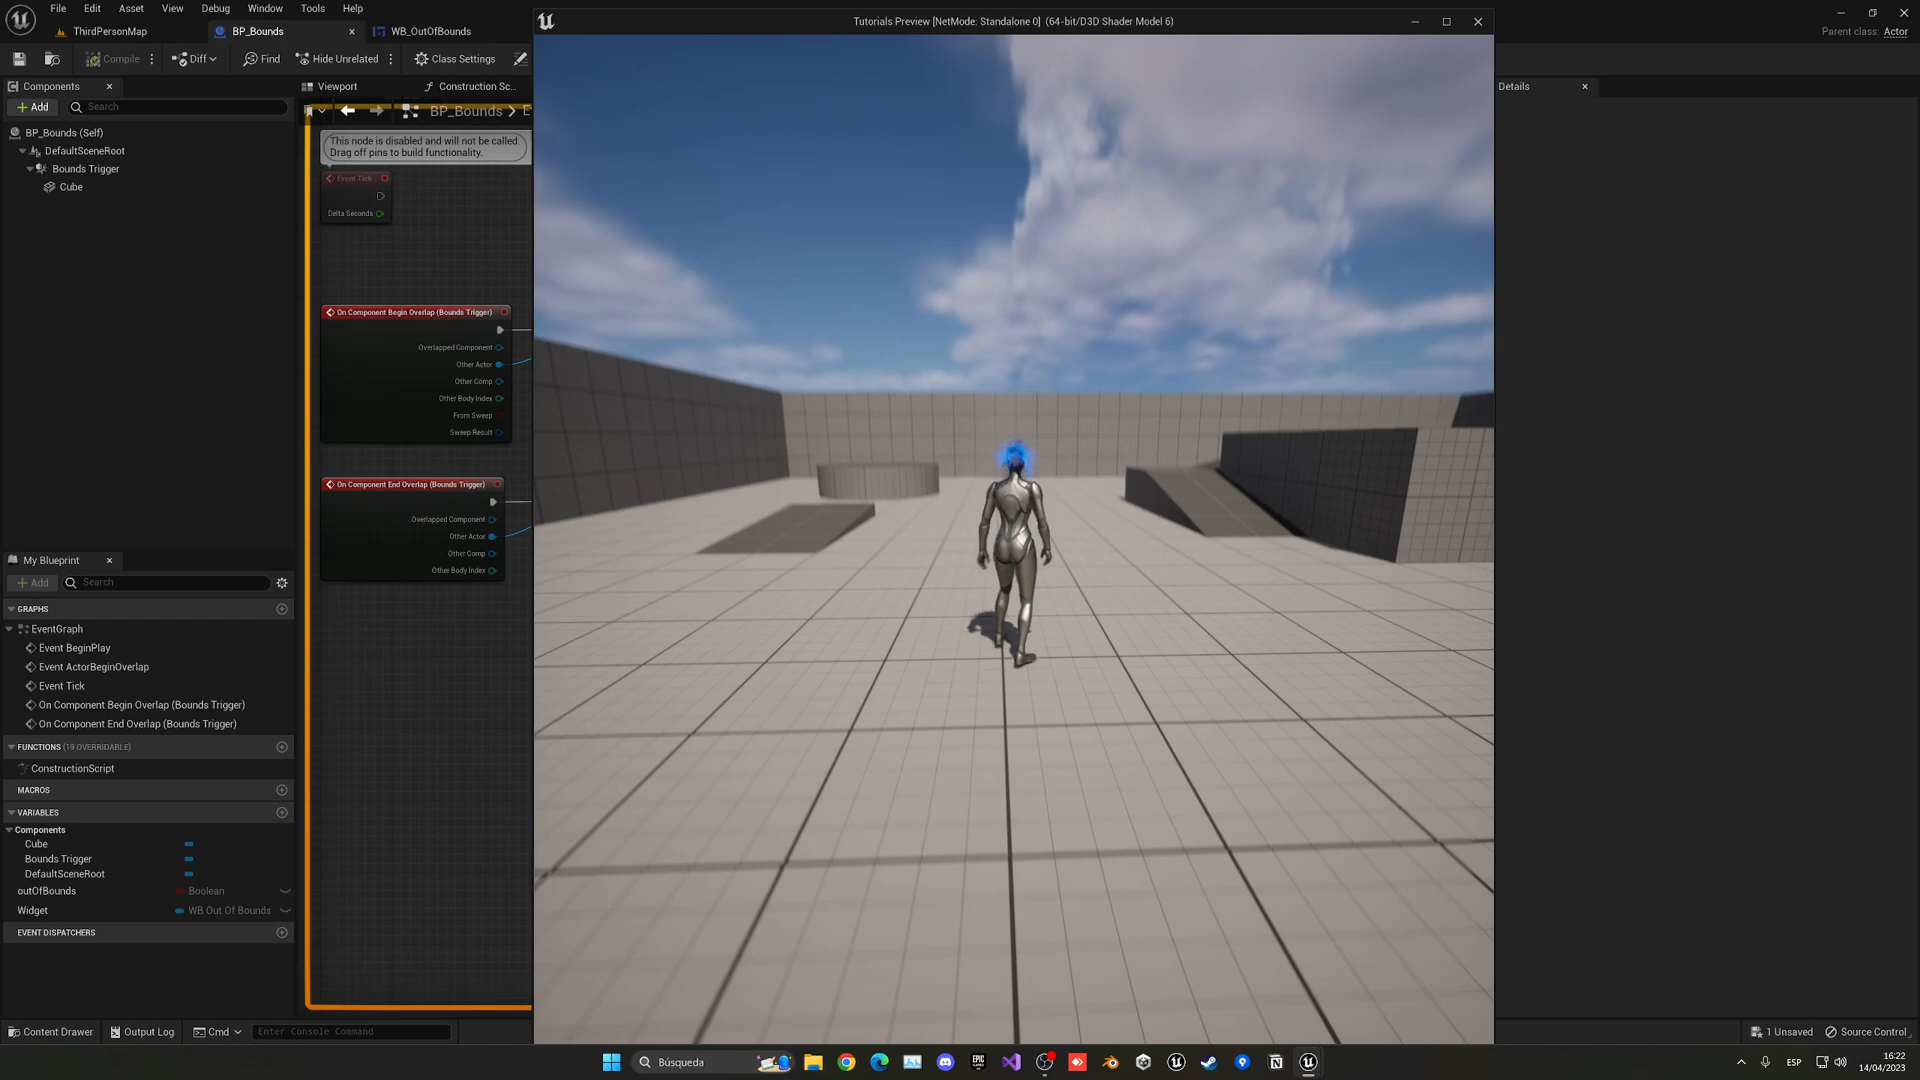 File Edit Asset View Debug Window Tools Help
Tutorials Preview [NetMode: Standalone 0] (64-bit/D3D Shader Model 6)
ThirdPersonMap BP_Bounds WB_OutOfBounds
Parent class: Actor
Compile Diff Find Hide Unrelated Class Settings
Components Viewport Construction Sc... Details
Add Search
BP_Bounds > E
BP_Bounds (Self)
DefaultSceneRoot
Bounds Trigger
Cube
This node is disabled and will not be called.
Drag off pins to build functionality.
Event Tick
Delta Seconds
On Component Begin Overlap (Bounds Trigger)
Overlapped Component
Other Actor
Other Comp
Other Body Index
From Sweep
Sweep Result
On Component End Overlap (Bounds Trigger)
Overlapped Component
Other Actor
Other Comp
Other Body Index
My Blueprint
Add Search
GRAPHS
EventGraph
Event BeginPlay
Event ActorBeginOverlap
Event Tick
On Component Begin Overlap (Bounds Trigger)
On Component End Overlap (Bounds Trigger)
FUNCTIONS (19 OVERRIDABLE)
ConstructionScript
MACROS
VARIABLES
Components
Cube
Bounds Trigger
DefaultSceneRoot
outOfBounds Boolean
Widget WB Out Of Bounds
EVENT DISPATCHERS
Content Drawer Output Log Cmd Enter Console Command
1 Unsaved Source Control
Búsqueda
EPIC GAMES
ESP
16:22
14/04/2023